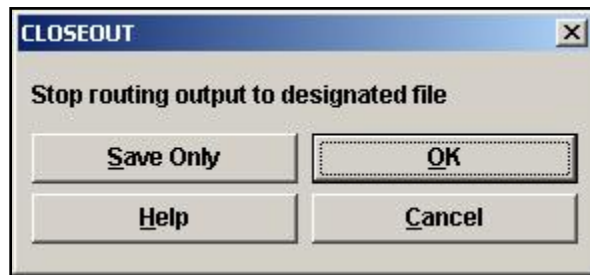 CLOSEOUT
Stop routing output to designated file
Save Only
OK
Help
Cancel